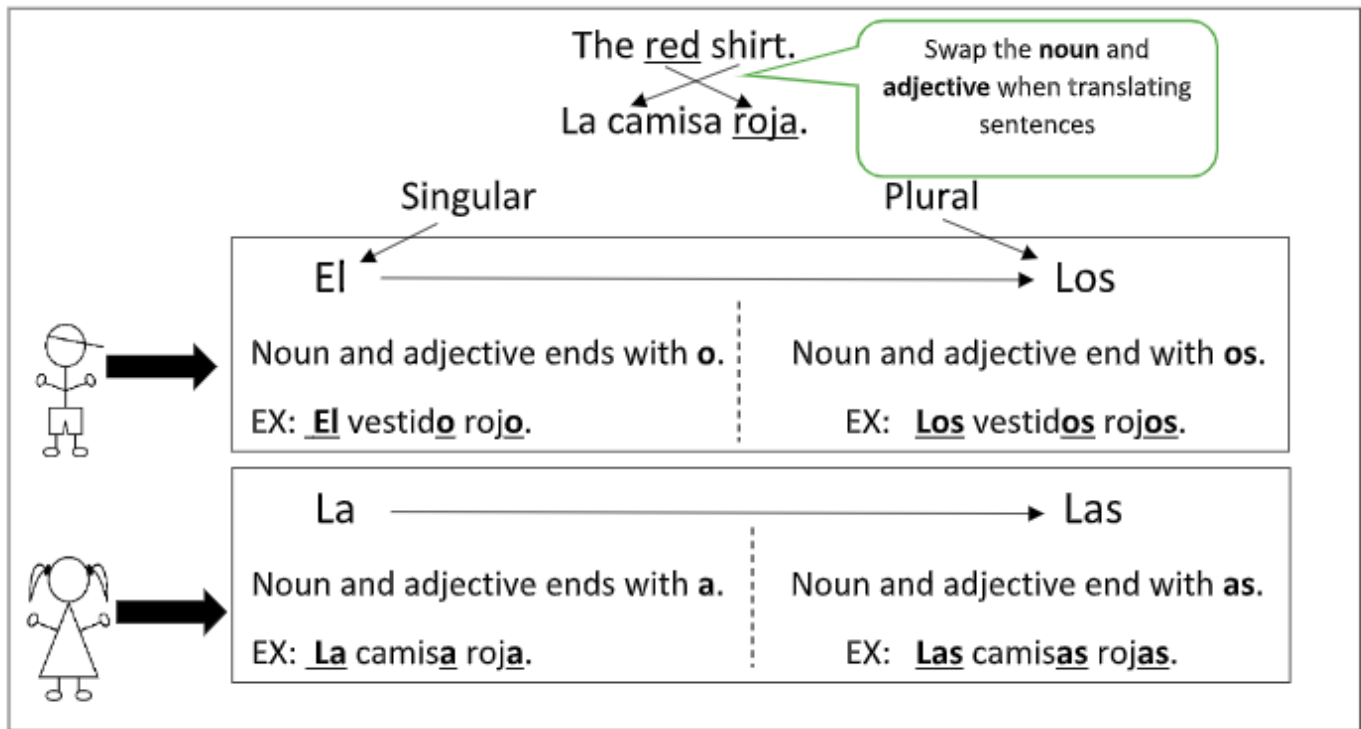 The red shirt.
La camisa roja.
Swap the noun and
adjective when translating
sentences
Singular
Plural
El
Los
Noun and adjective ends with o.
Noun and adjective end with os.
EX: El vestido rojo.
EX: Los vestidos rojos.
La
Las
Noun and adjective ends with a.
Noun and adjective end with as.
EX: La camisa roja.
EX: Las camisas rojas.